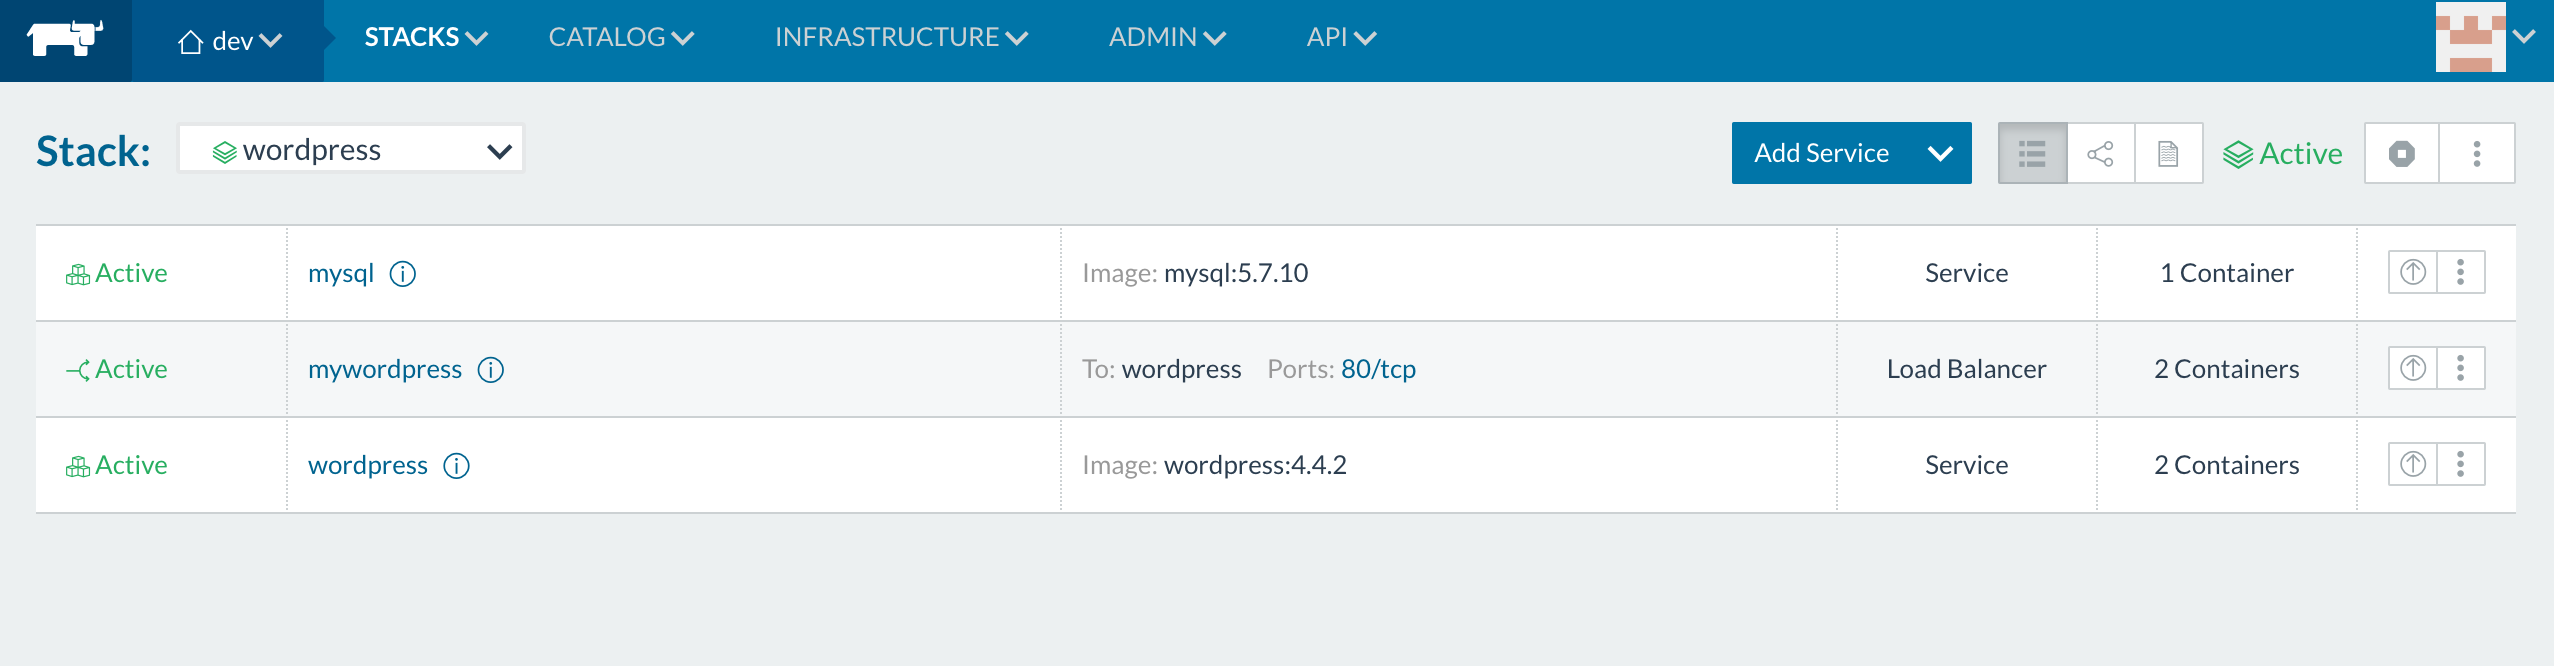 dev STACKS CATALOG INFRASTRUCTURE ADMIN API
Stack: wordpress Add Service Active
Active mysql Image: mysql:5.7.10 Service 1 Container
Active mywordpress To: wordpress Ports: 80/tcp Load Balancer 2 Containers
Active wordpress Image: wordpress:4.4.2 Service 2 Containers